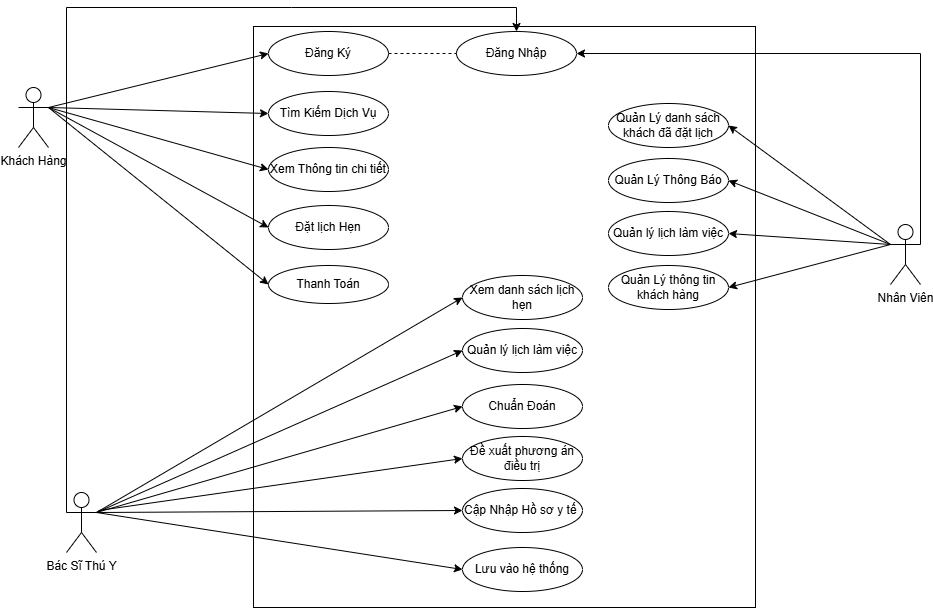 Đăng Ký
Đăng Nhập
Tìm Kiếm Dịch Vụ
Quản Lý danh sách
khách đã đặt lịch
Khách Hàng
Xem Thông tin chi tiết
Quản Lý Thông Báo
Đặt lịch Hẹn
Quản lý lịch làm việc
Thanh Toán
Quản Lý thông tin
khách hàng
Nhân Viên
Xem danh sách lịch
hẹn
Quản lý lịch làm việc
Chuẩn Đoán
Đề xuất phương án
điều trị
Cập Nhập Hồ sơ y tế
Bác Sĩ Thú Y
Lưu vào hệ thống